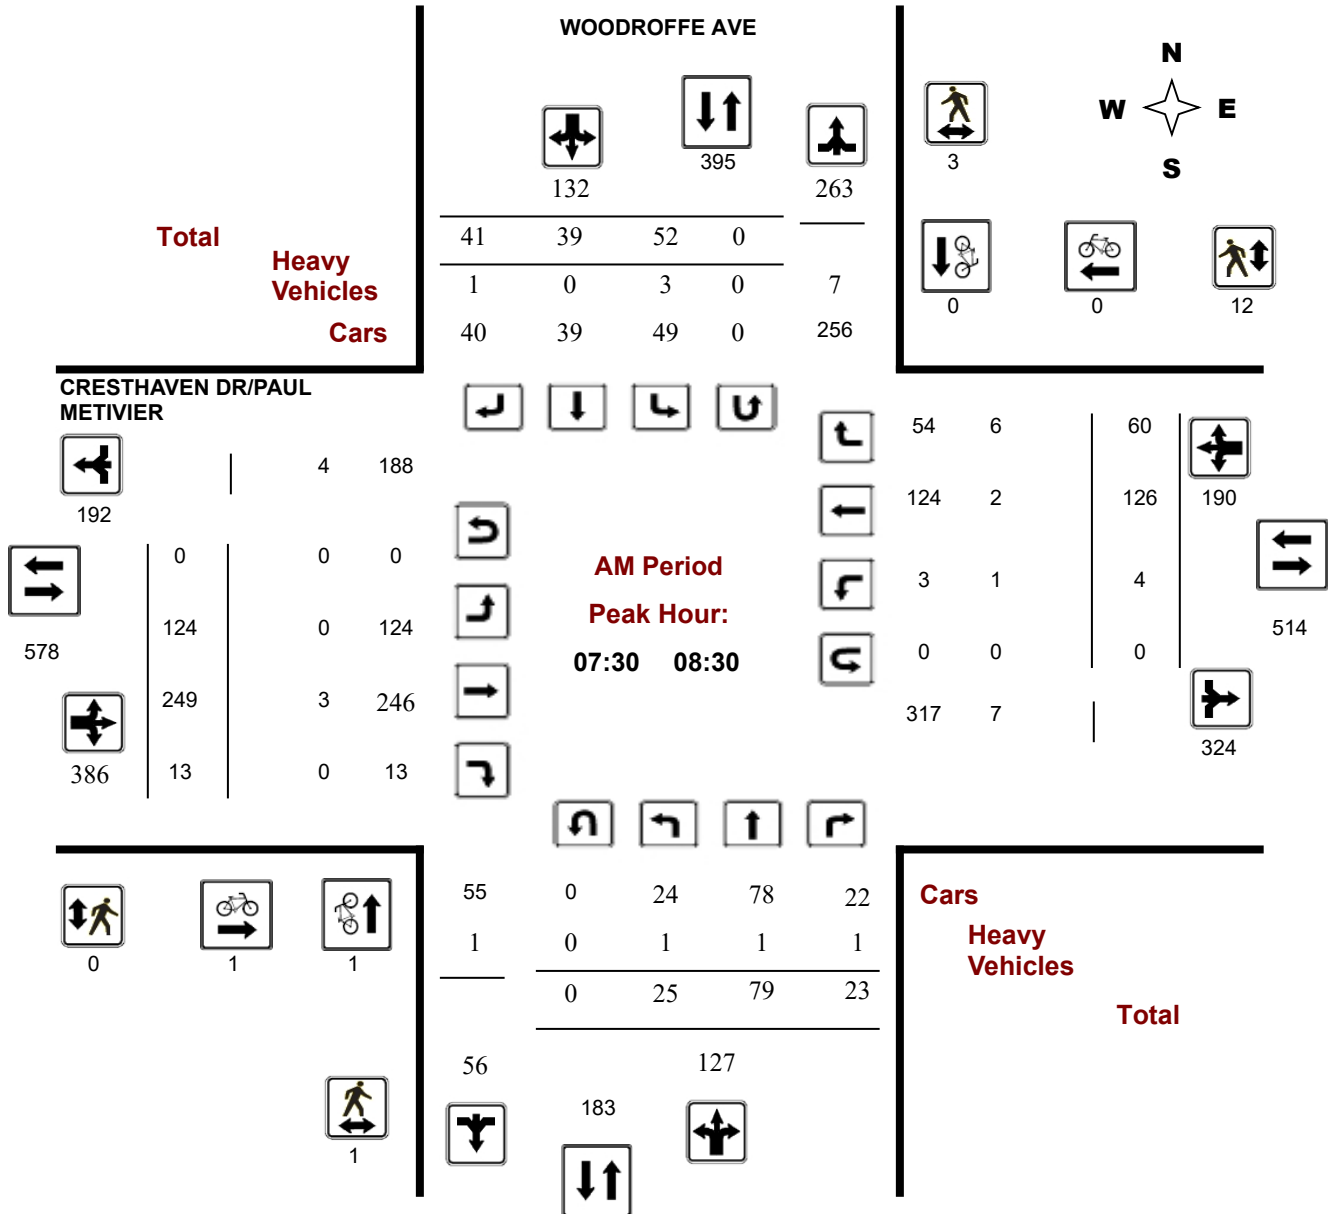 WOODROFFE AVE
N
W E
S
395
3
132
263
Total
41 39 52 0
Heavy
Vehicles
1 0 3 0 7
Cars
40 39 49 0 256
0 0 12
CRESTHAVEN DR/PAUL
METIVIER
54 6 60
4 188
192
124 2 126 190
0 0 0
AM Period
3 1 4
Peak Hour:
124 0 124
514
578
07:30 08:30
0 0 0
249 3 246
317 7
324
386 13 0 13
55 0 24 78 22
Cars
1 0 1 1 1
Heavy
Vehicles
0 1 1
0 25 79 23
Total
56 127
183
1